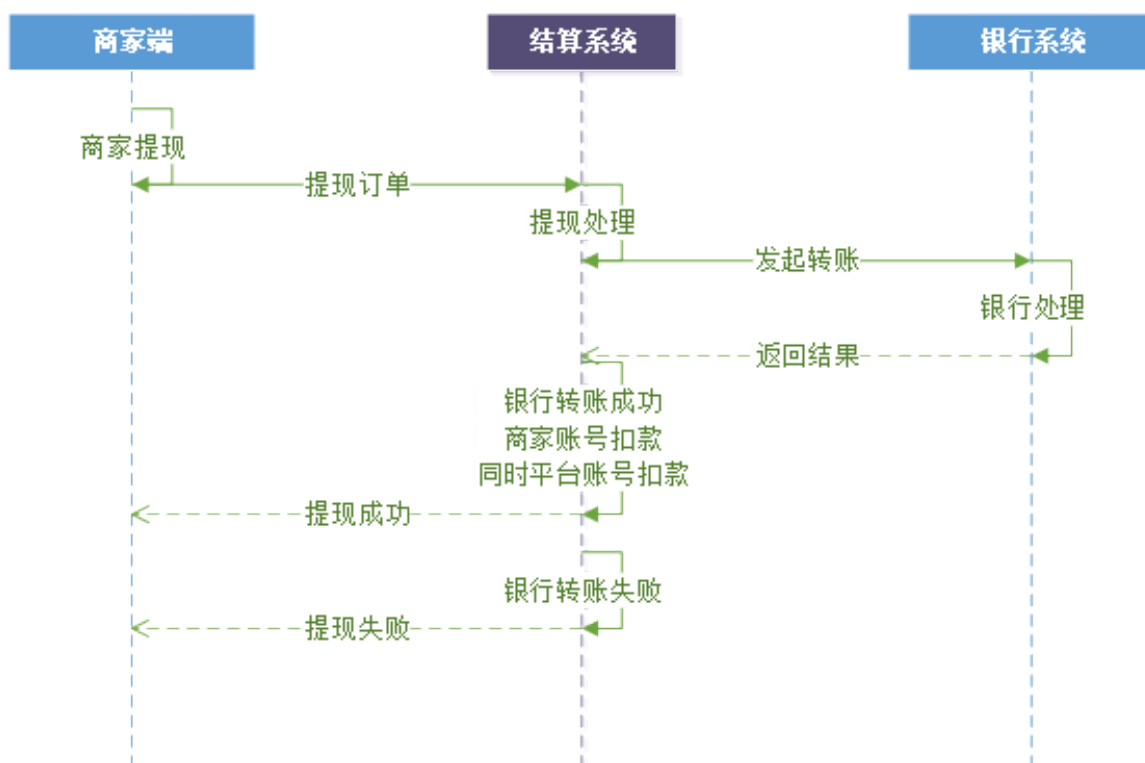 商家端
结算系统
银行系统
商家提现
提现订单
提现处理
发起转账
银行处理
返回结果
银行转账成功
商家账号扣款
同时平台账号扣款
提现成功
银行转账失败
提现失败